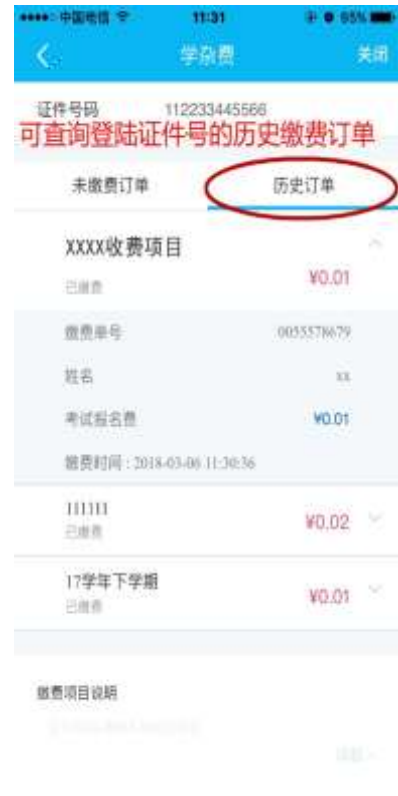 中国电信 11:31 95%
学杂费 关闭
证件号码 112233445566
可查询登陆证件号的历史缴费订单
未缴费订单 历史订单
XXXX收费项目
已缴费 ¥0.01
缴费单号 0055578679
姓名 xx
考试报名费 ¥0.01
缴费时间：2018-03-06 11:30:36
111111
已缴费 ¥0.02
17学年下学期
已缴费 ¥0.01
缴费项目说明